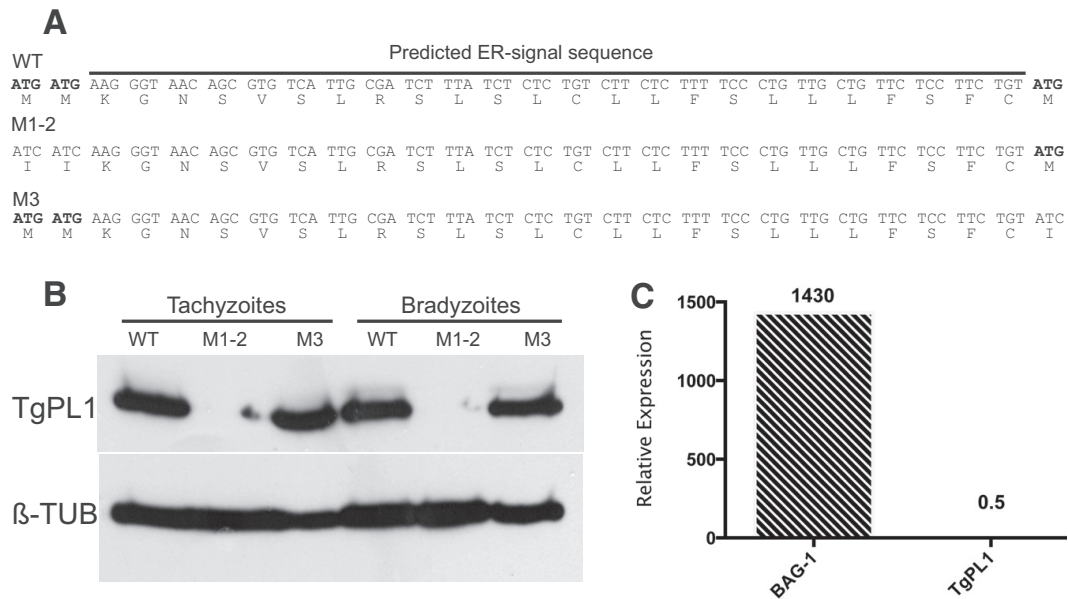 A
Predicted ER-signal sequence
WT
ATG ATG AAG GGT AAC AGC GTG TCA TTG CGA TCT TTA TCT CTC TGT CTT CTC TTT TCC CTG TTG CTG TTC TCC TTC TGT ATG
M M K G N S V S L R S L S L C L L F S L L L F S F C M
M1-2
ATC ATC AAG GGT AAC AGC GTG TCA TTG CGA TCT TTA TCT CTC TGT CTT CTC TTT TCC CTG TTG CTG TTC TCC TTC TGT ATG
I I K G N S V S L R S L S L C L L F S L L L F S F C M
M3
ATG ATG AAG GGT AAC AGC GTG TCA TTG CGA TCT TTA TCT CTC TGT CTT CTC TTT TCC CTG TTG CTG TTC TCC TTC TGT ATC
M M K G N S V S L R S L S L C L L F S L L L F S F C I
B
Tachyzoites Bradyzoites
WT M1-2 M3 WT M1-2 M3
TgPL1
ß-TUB
C
Relative Expression
1500
1000
500
0
1430
0.5
BAG-1
TgPL1